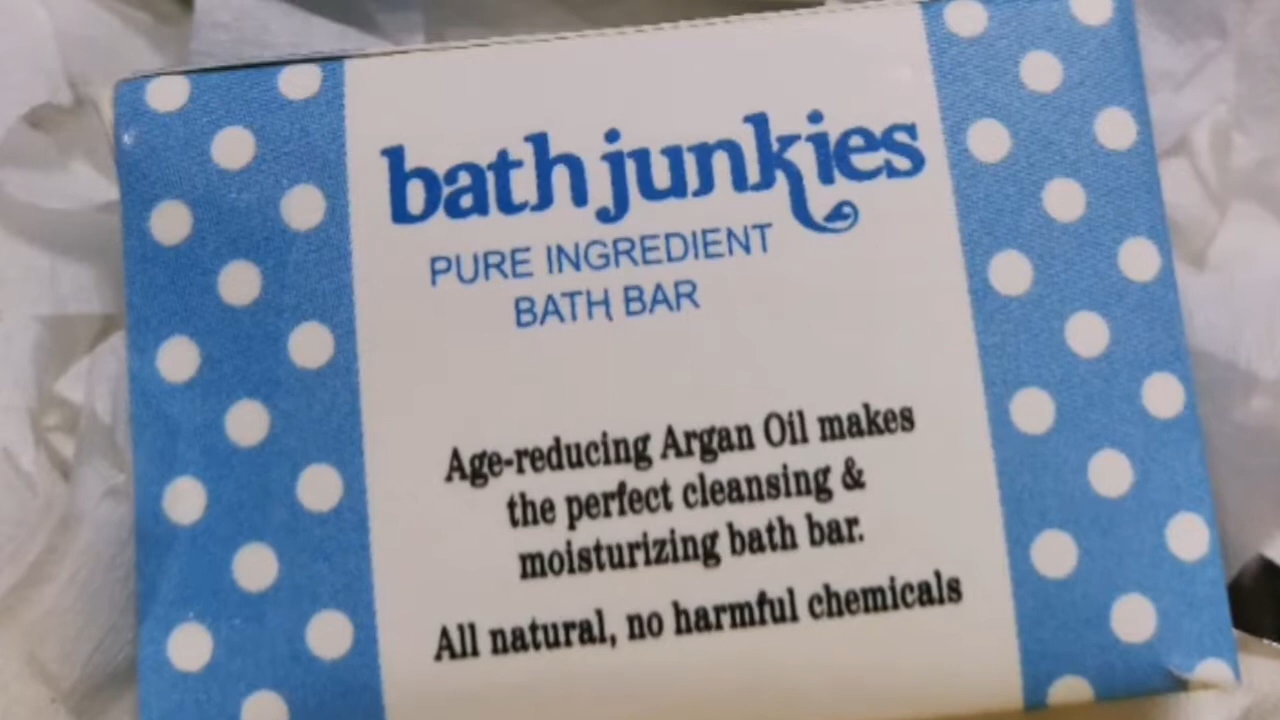 bath junkies
PURE INGREDIENT
BATH BAR
Age-reducing Argan Oil makes
the perfect cleansing &
moisturizing bath bar.
All natural, no harmful chemicals